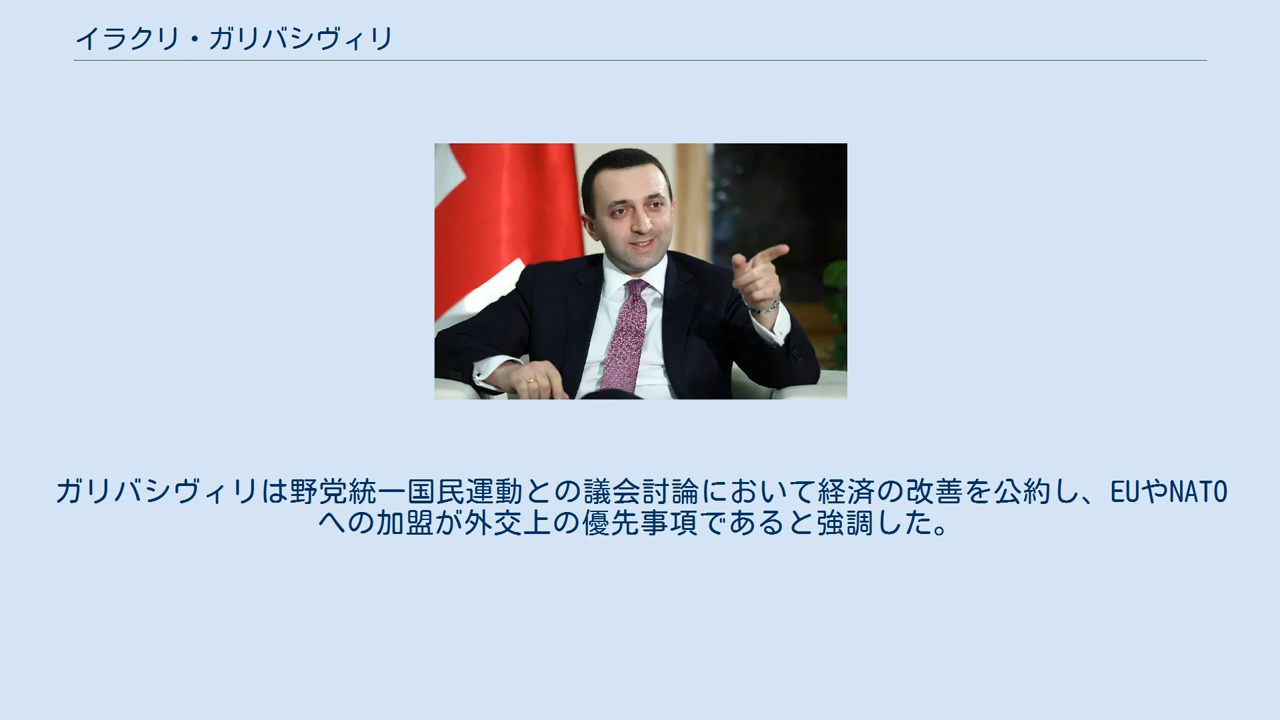 イラクリ・ガリバシヴィリ
ガリバシヴィリは野党統一国民運動との議会討論において経済の改善を公約し、EUやNATO
への加盟が外交上の優先事項であると強調した。